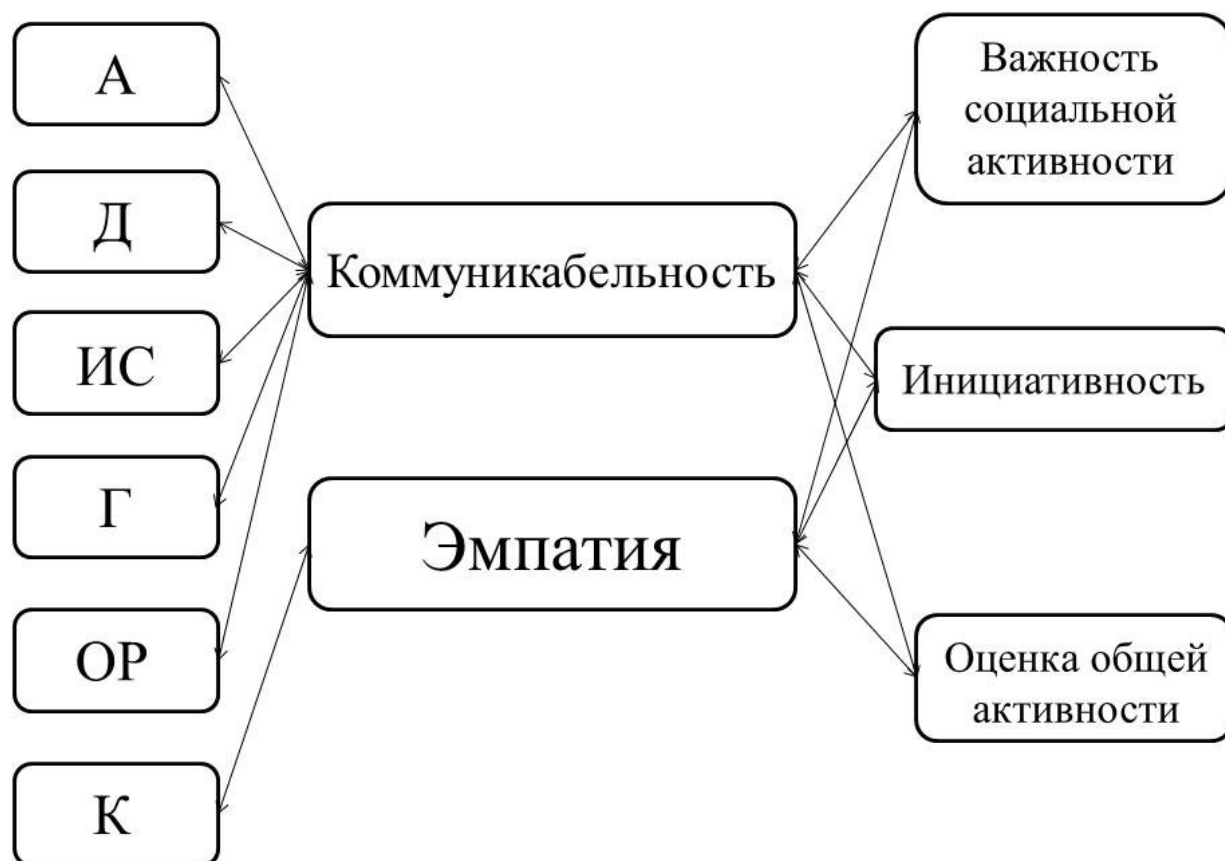 А
Д
ИС
Г
ОР
К
Коммуникабельность
Эмпатия
Важность
социальной
активности
Инициативность
Оценка общей
активности